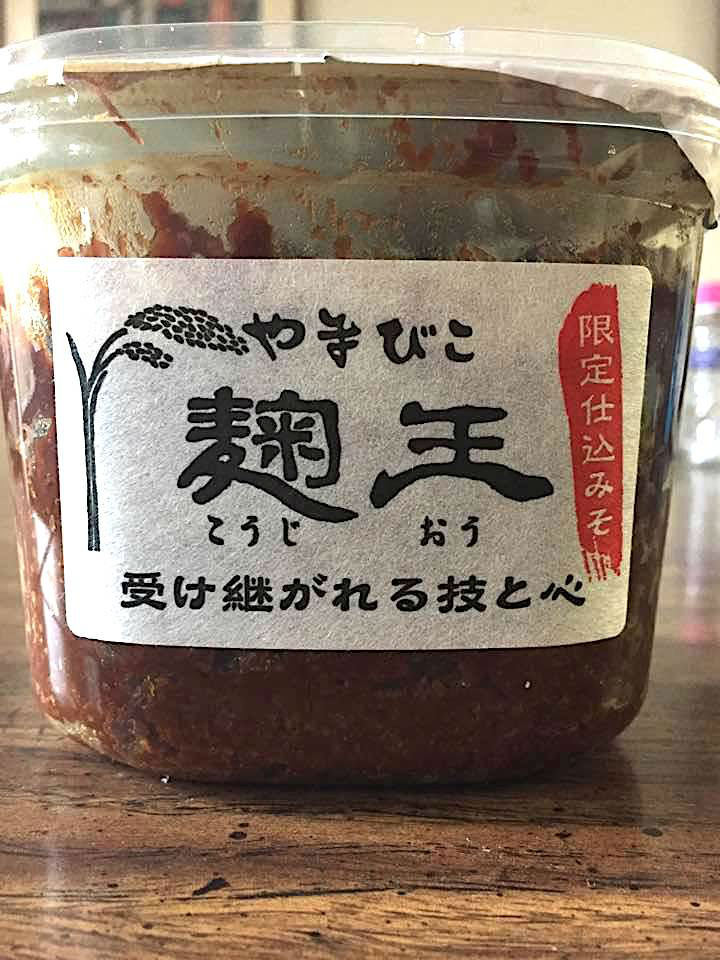 やまびこ
麹王
こうじ おう
受け継がれる技と心
限定仕込みそ